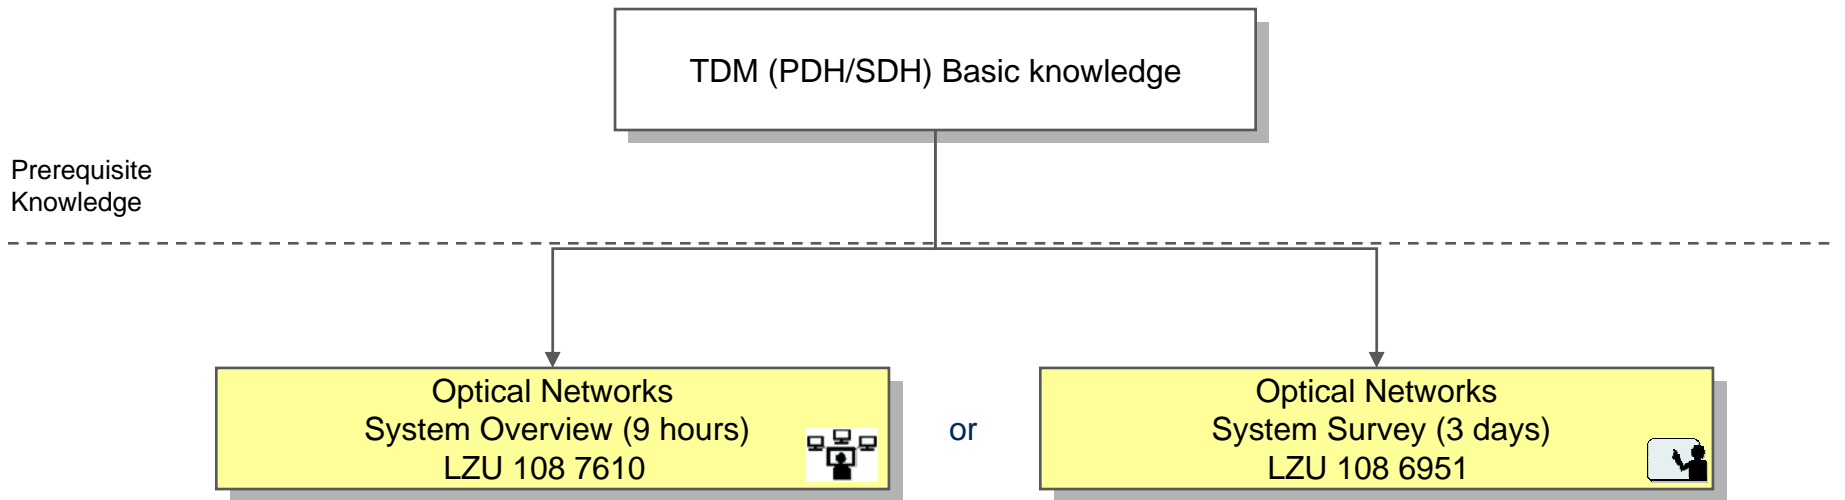 TDM (PDH/SDH) Basic knowledge
Prerequisite
Knowledge
Optical Networks
System Overview (9 hours)
LZU 108 7610
or
Optical Networks
System Survey (3 days)
LZU 108 6951